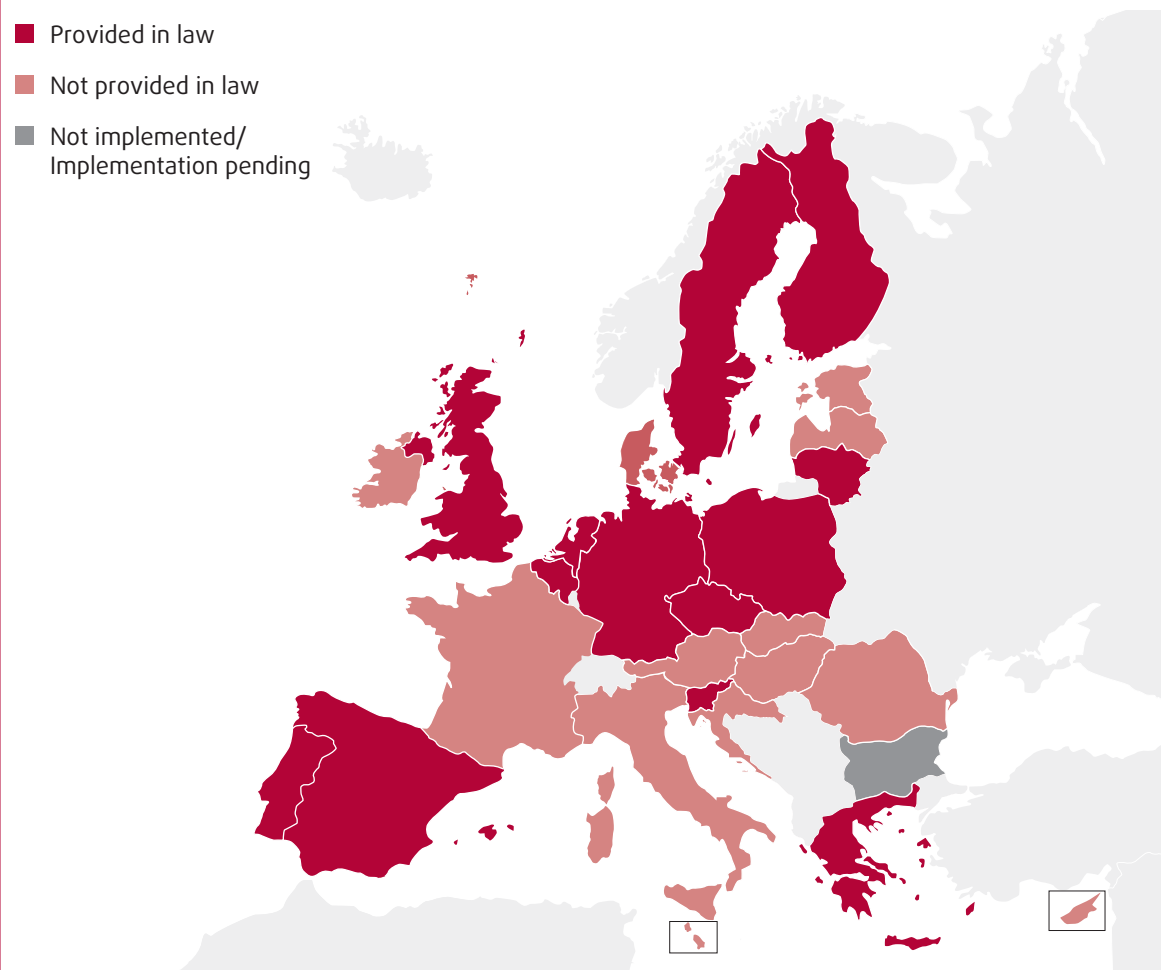 Provided in law
Not provided in law
Not implemented/
Implementation pending